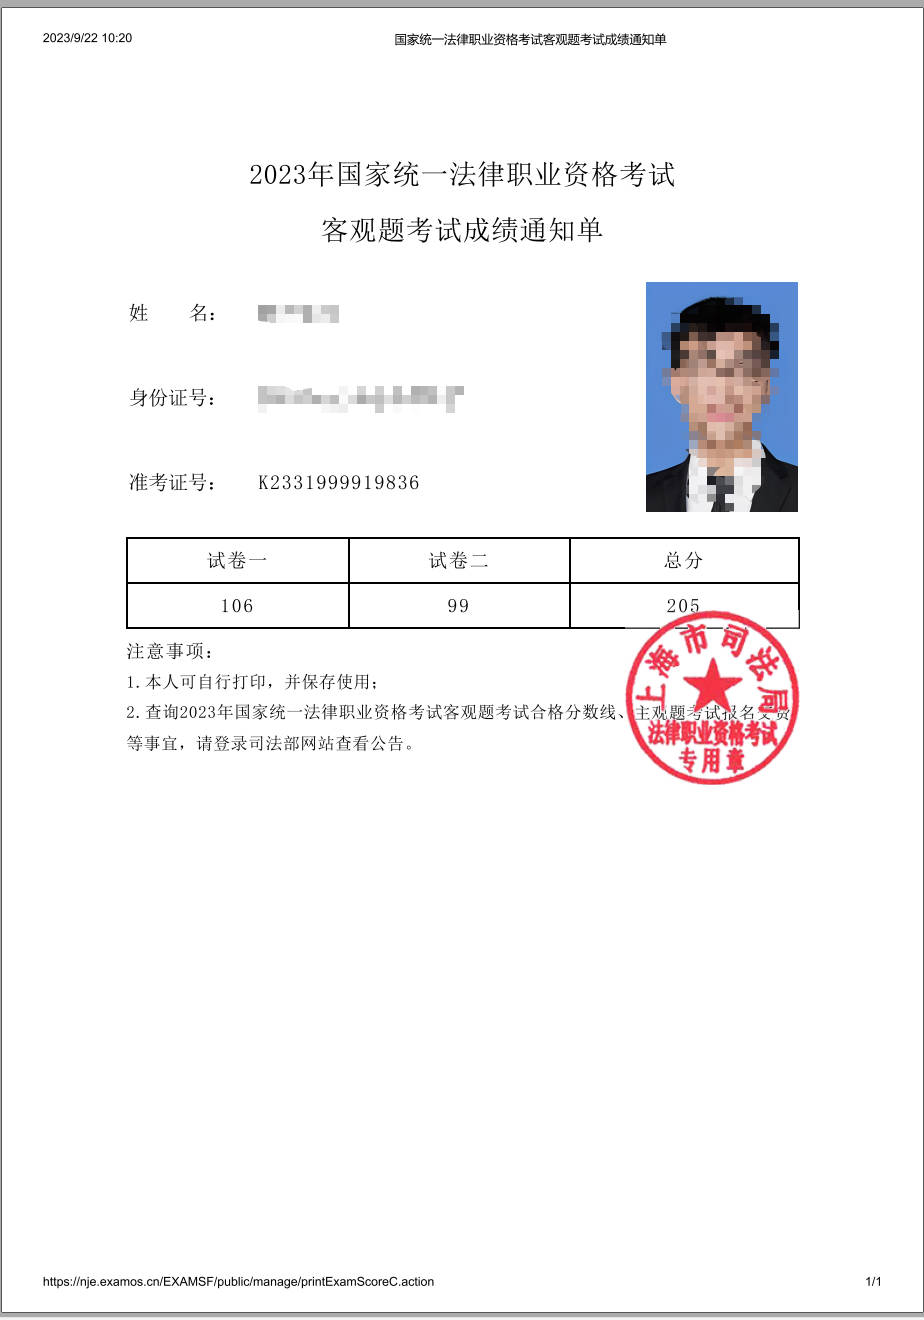 2023/9/22 10:20
国家统一法律职业资格考试客观题考试成绩通知单
2023年国家统一法律职业资格考试
客观题考试成绩通知单
姓 名：
身份证号：
准考证号： K2331999919836
试卷一 试卷二 总分
106 99 205
注意事项：
1.本人可自行打印，并保存使用；
2.查询2023年国家统一法律职业资格考试客观题考试合格分数线、主观题考试报名交费
等事宜，请登录司法部网站查看公告。
上海市司法局
法律职业资格考试
专用章
https://nje.examos.cn/EXAMSF/public/manage/printExamScoreC.action
1/1